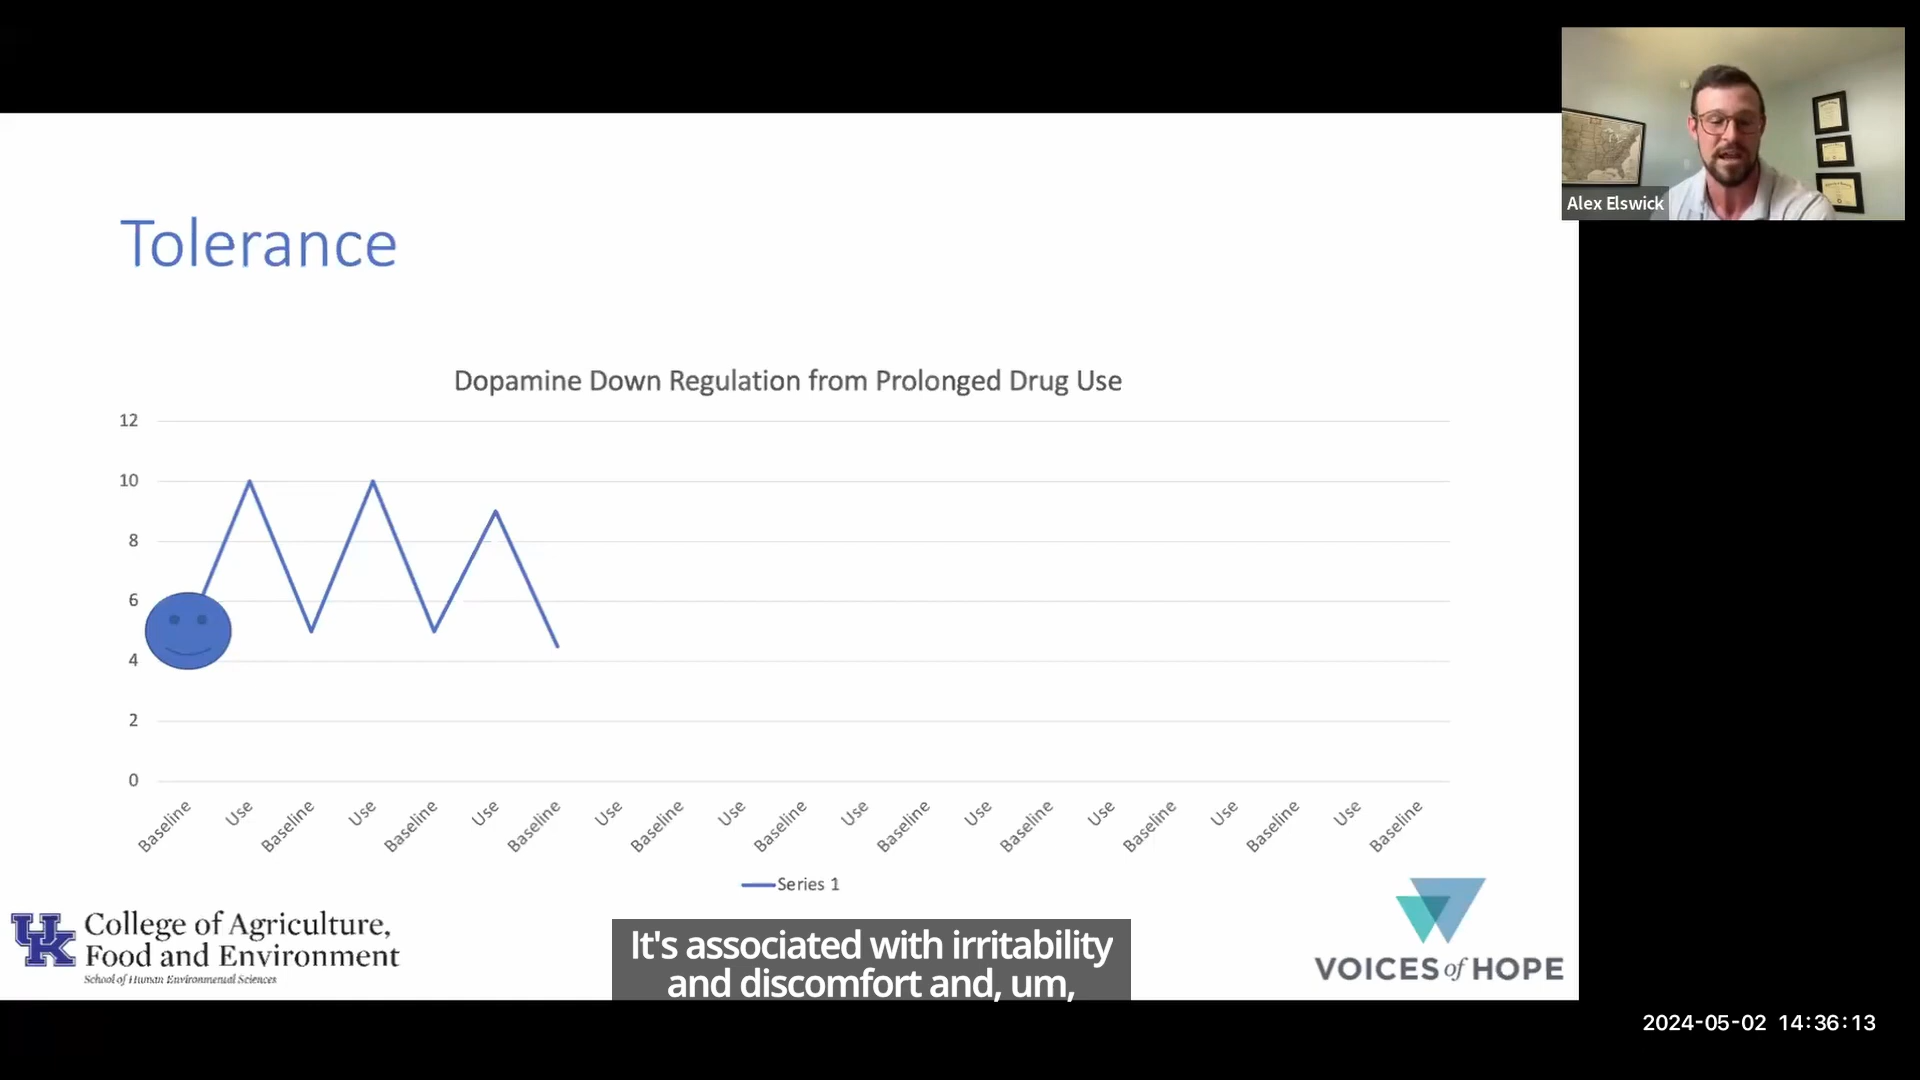 Alex Elswick
Tolerance
Dopamine Down Regulation from Prolonged Drug Use
12
10
8
6
4
2
0
Baseline
Use
Baseline
Use
Baseline
Use
Baseline
Use
Baseline
Use
Baseline
Use
Baseline
Use
Baseline
Use
Baseline
Use
Baseline
Use
Baseline
Series 1
UK
College of Agriculture,
Food and Environment
School of Human Environmental Sciences
It's associated with irritability
and discomfort and, um,
VOICES of HOPE
2024-05-02 14:36:13